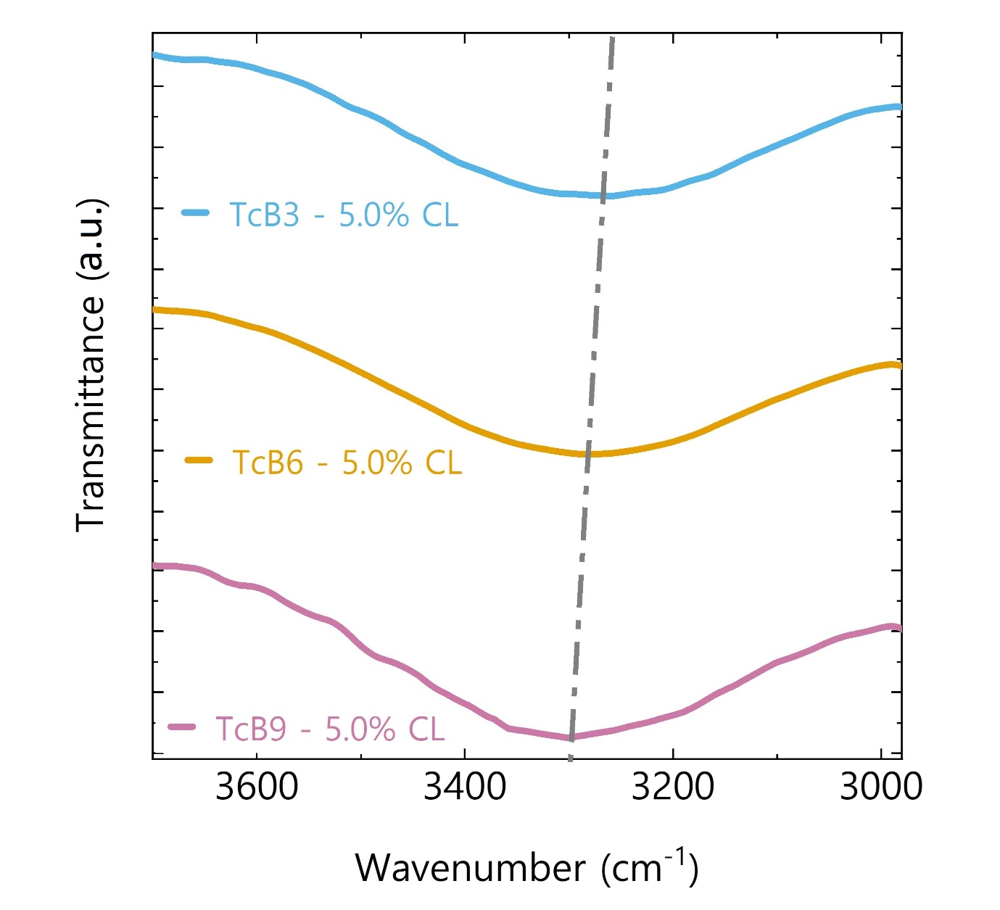 Transmittance (a.u.)
TcB3 - 5.0% CL
TcB6 - 5.0% CL
TcB9 - 5.0% CL
3600 3400 3200 3000
Wavenumber (cm⁻¹)